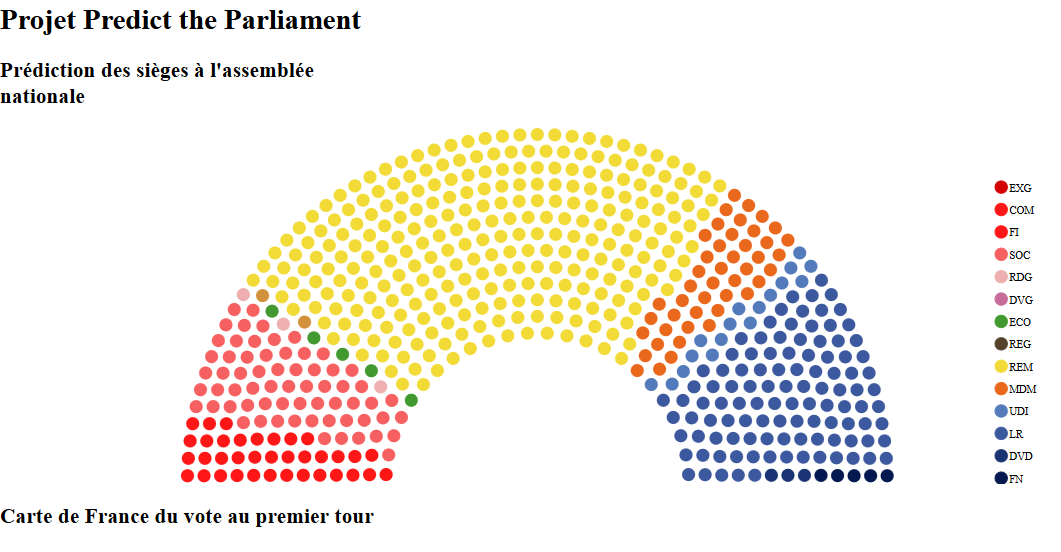 Projet Predict the Parliament
Prédiction des sièges à l'assemblée
nationale
EXG
COM
FI
SOC
RDG
DVG
ECO
REG
REM
MDM
UDI
LR
DVD
FN
Carte de France du vote au premier tour